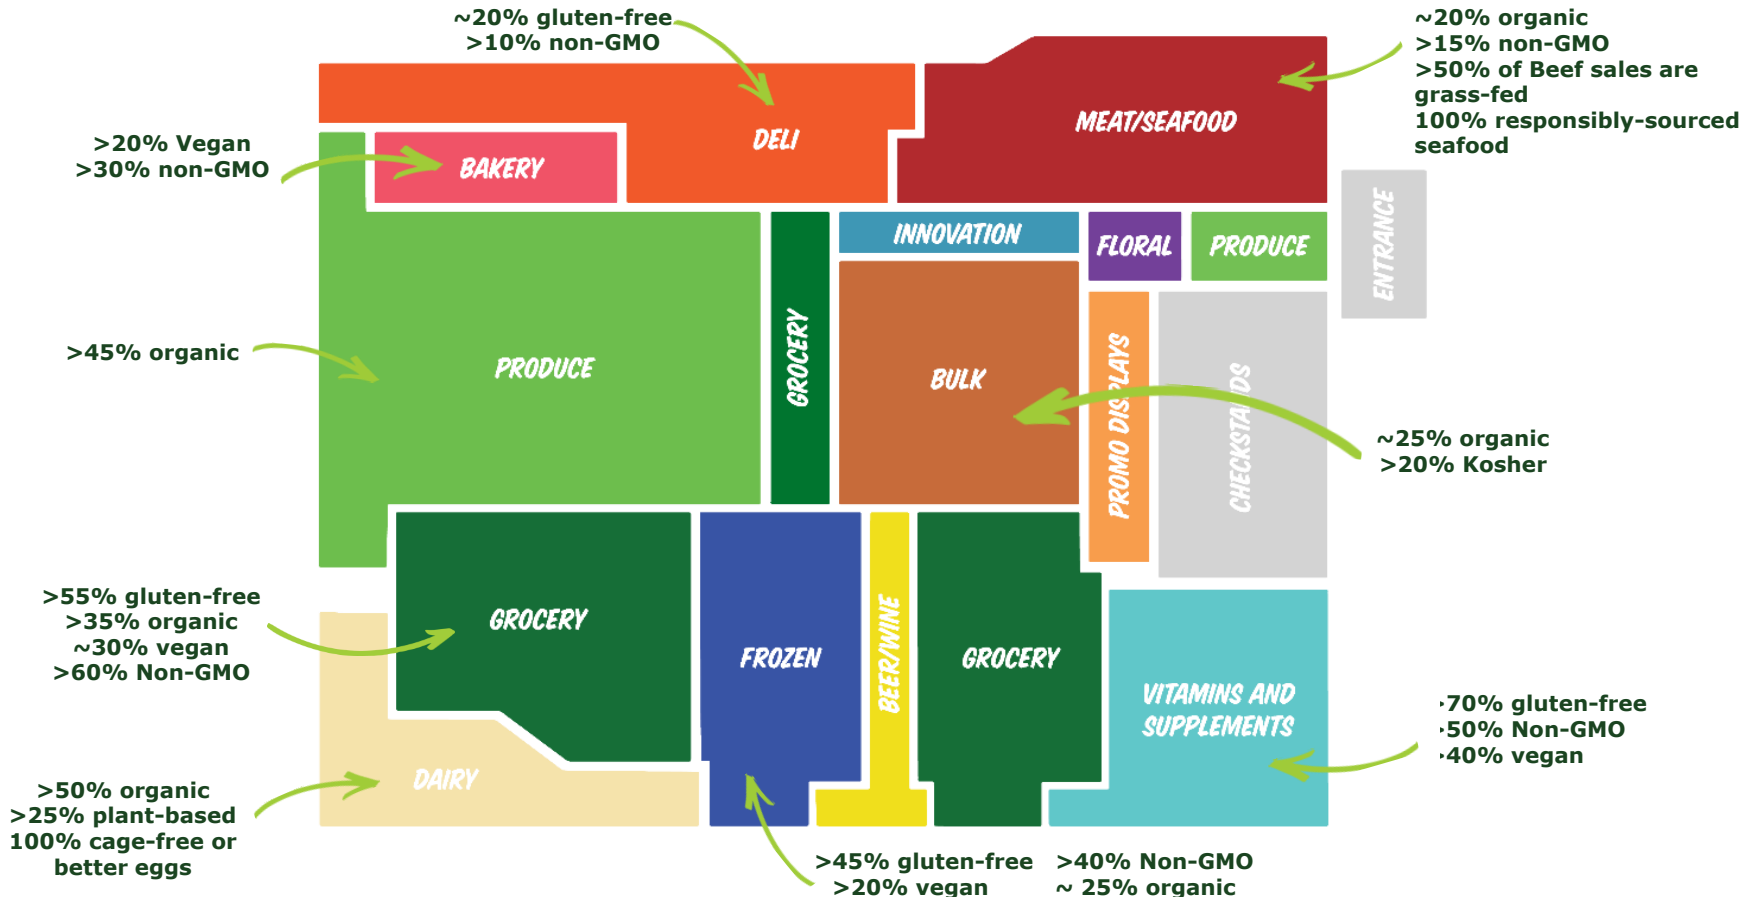 ~20% gluten-free
>10% non-GMO
~20% organic
>15% non-GMO
>50% of Beef sales are
grass-fed
100% responsibly-sourced
seafood
>20% Vegan
>30% non-GMO
DELI
MEAT/SEAFOOD
BAKERY
ENTRANCE
INNOVATION
FLORAL
PRODUCE
>45% organic
PRODUCE
GROCERY
BULK
PROMO DISPLAYS
CHECKSTANDS
~25% organic
>20% Kosher
>55% gluten-free
>35% organic
~30% vegan
>60% Non-GMO
GROCERY
FROZEN
BEER/WINE
GROCERY
VITAMINS AND
SUPPLEMENTS
>70% gluten-free
>50% Non-GMO
>40% vegan
DAIRY
>50% organic
>25% plant-based
100% cage-free or
better eggs
>45% gluten-free
>20% vegan
>40% Non-GMO
~ 25% organic